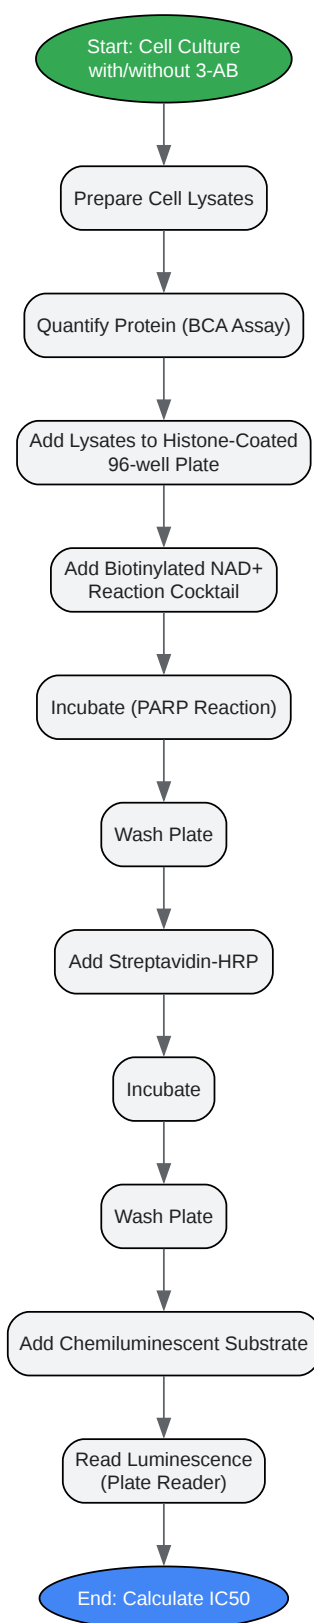 Start: Cell Culture
with/without 3-AB
Prepare Cell Lysates
Quantify Protein (BCA Assay)
Add Lysates to Histone-Coated
96-well Plate
Add Biotinylated NAD+
Reaction Cocktail
Incubate (PARP Reaction)
Wash Plate
Add Streptavidin-HRP
Incubate
Wash Plate
Add Chemiluminescent Substrate
Read Luminescence
(Plate Reader)
End: Calculate IC50